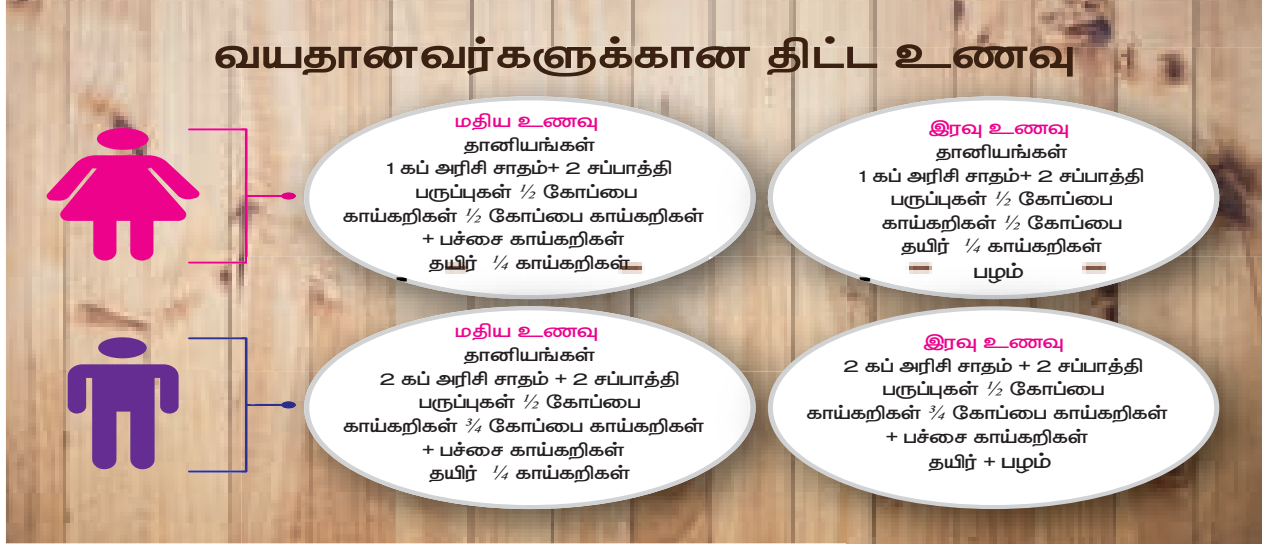 வயதானவர்களுக்கான திட்ட உணவு
மதிய உணவு
தானியங்கள்
1 கப் அரிசி சாதம்+ 2 சப்பாத்தி
பருப்புகள் ½ கோப்பை
காய்கறிகள் ½ கோப்பை காய்கறிகள்
+ பச்சை காய்கறிகள்
தயிர் ¼ காய்கறிகள்
இரவு உணவு
தானியங்கள்
1 கப் அரிசி சாதம்+ 2 சப்பாத்தி
பருப்புகள் ½ கோப்பை
காய்கறிகள் ½ கோப்பை
தயிர் ¼ காய்கறிகள்
பழம்
மதிய உணவு
தானியங்கள்
2 கப் அரிசி சாதம் + 2 சப்பாத்தி
பருப்புகள் ½ கோப்பை
காய்கறிகள் ¾ கோப்பை காய்கறிகள்
+ பச்சை காய்கறிகள்
தயிர் ¼ காய்கறிகள்
இரவு உணவு
2 கப் அரிசி சாதம் + 2 சப்பாத்தி
பருப்புகள் ½ கோப்பை
காய்கறிகள் ¾ கோப்பை காய்கறிகள்
+ பச்சை காய்கறிகள்
தயிர் + பழம்